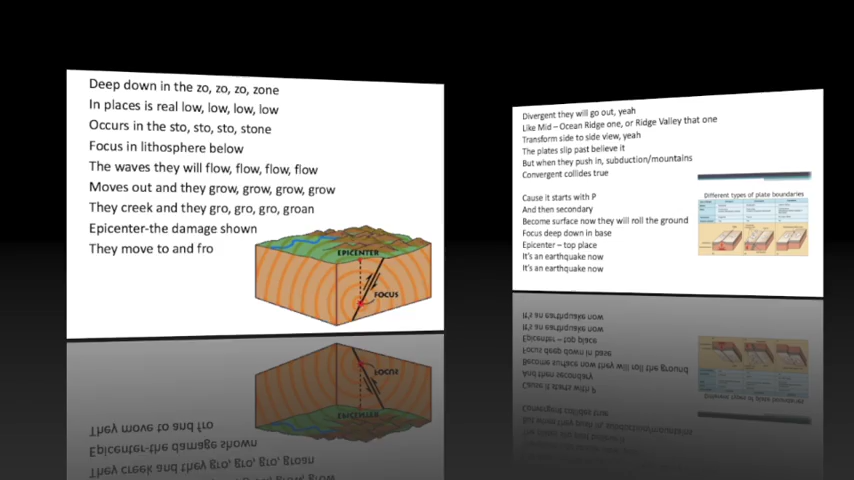 Deep down in the zo, zo, zo, zone
In places is real low, low, low, low
Occurs in the sto, sto, sto, stone
Focus in lithosphere below
The waves they will flow, flow, flow, flow
Moves out and they grow, grow, grow, grow
They creek and they gro, gro, gro, groan
Epicenter-the damage shown
They move to and fro
EPICENTER
FOCUS
Divergent they will go out, yeah
Like Mid – Ocean Ridge one, or Ridge Valley that one
Transform side to side view, yeah
The plates slip past believe it
But when they push in, subduction/mountains
Convergent collides true
Cause it starts with P
And then secondary
Become surface now they will roll the ground
Focus deep down in base
Epicenter – top place
It's an earthquake now
It's an earthquake now
Different types of plate boundaries